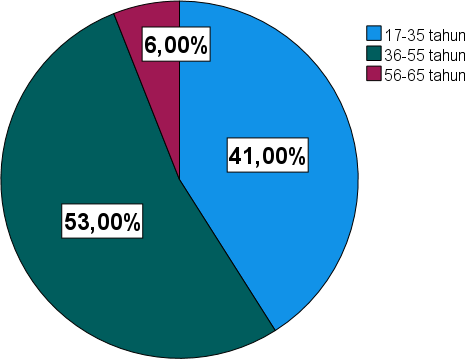 6,00%
17-35 tahun
36-55 tahun
56-65 tahun
41,00%
53,00%